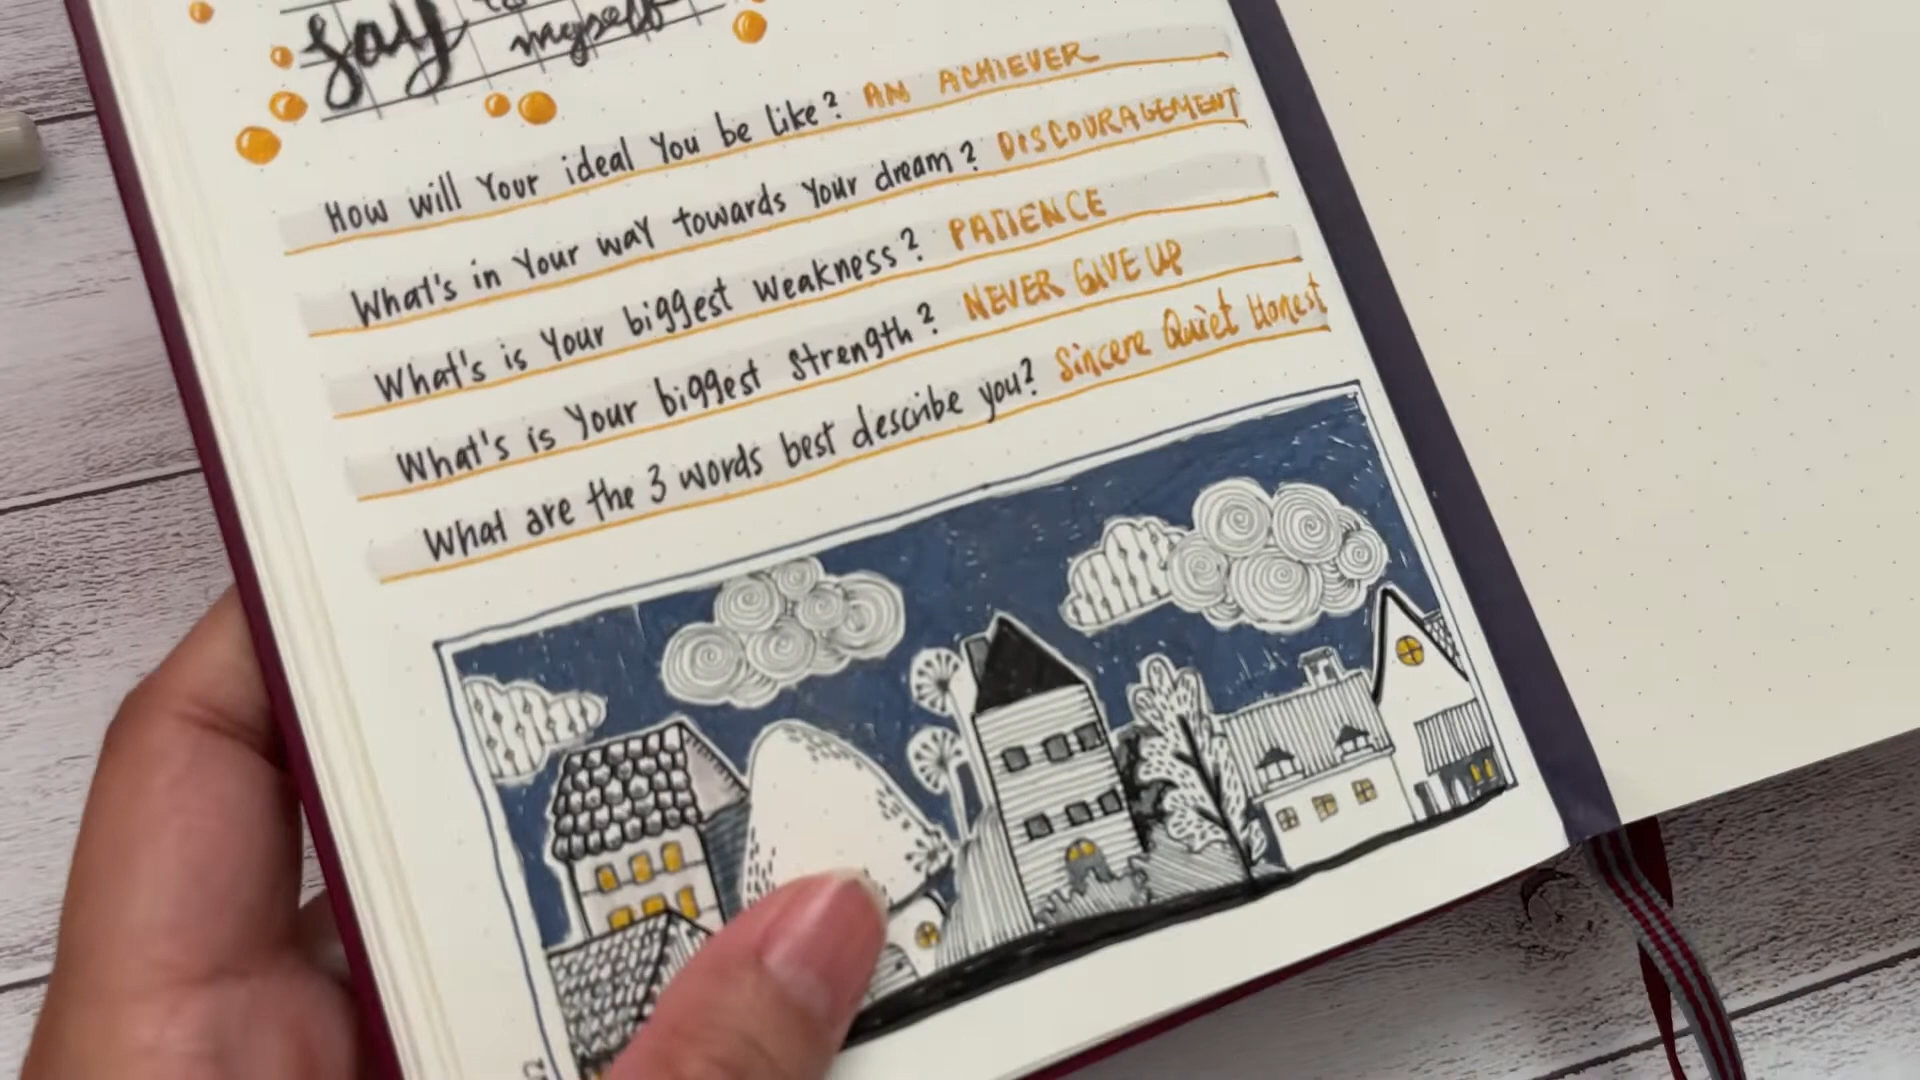 say to
myself
How will Your ideal You be like? AN ACHIEVER
What's in Your way towards Your dream? DISCOURAGEMENT
What's is Your biggest weakness? PATIENCE
What's is Your biggest Strength? NEVER GIVE UP
What are the 3 words best describe you? Sincere Quiet Honest